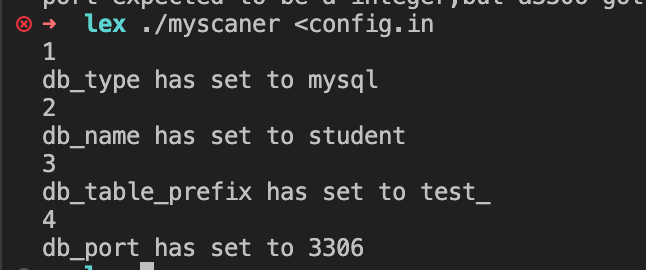 ➜ lex ./myscaner <config.in
1
db_type has set to mysql
2
db_name has set to student
3
db_table_prefix has set to test_
4
db_port has set to 3306